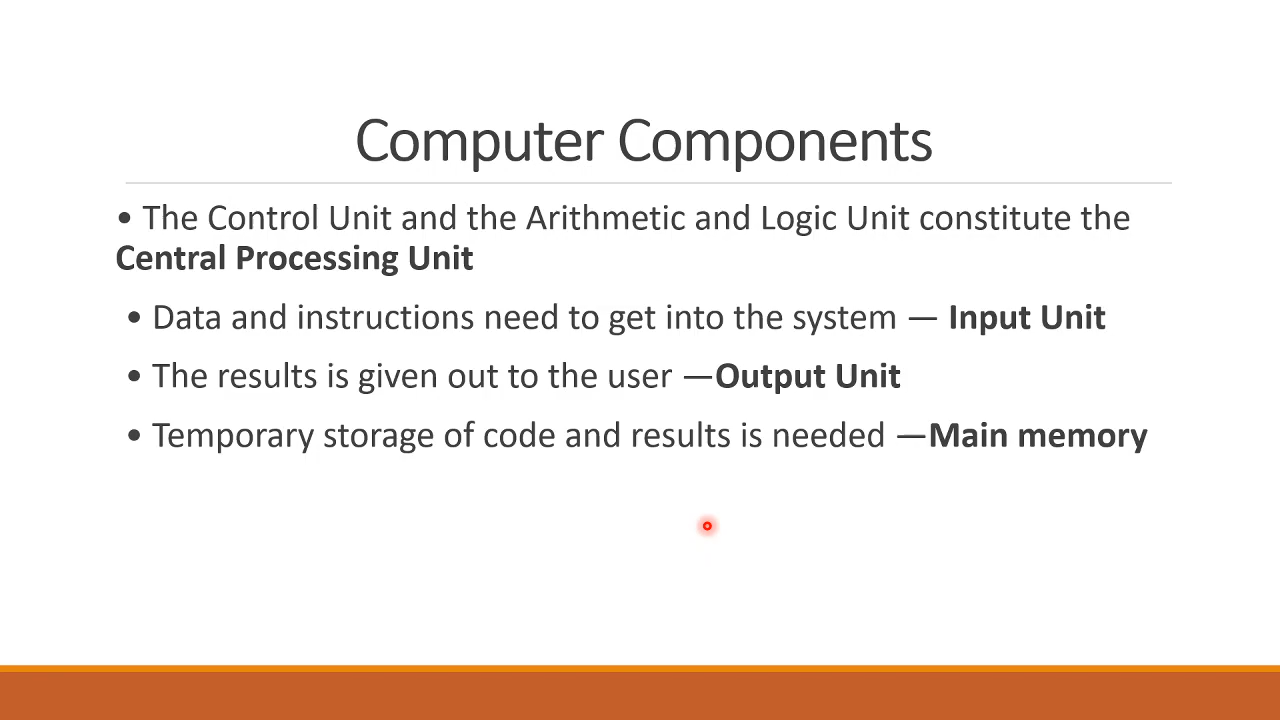 Computer Components
• The Control Unit and the Arithmetic and Logic Unit constitute the
Central Processing Unit
• Data and instructions need to get into the system — Input Unit
• The results is given out to the user —Output Unit
• Temporary storage of code and results is needed —Main memory